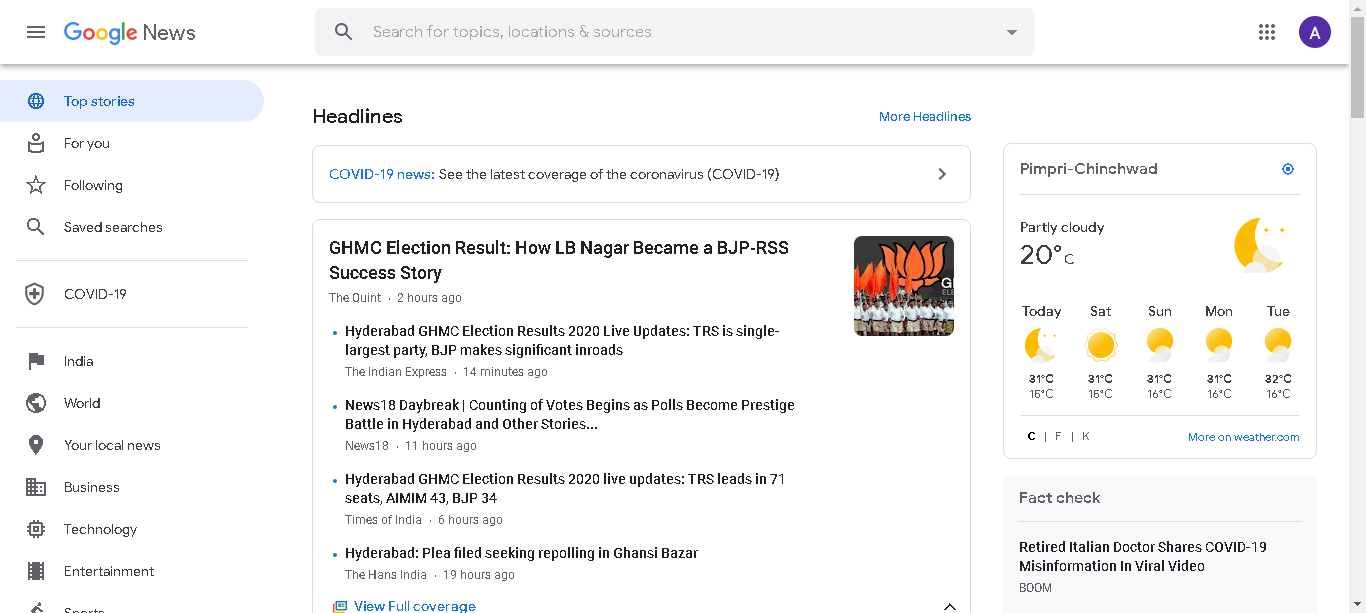 Google News
Search for topics, locations & sources
A
Top stories
For you
Following
Saved searches
COVID-19
India
World
Your local news
Business
Technology
Entertainment
Sports
Headlines
More Headlines
COVID-19 news: See the latest coverage of the coronavirus (COVID-19)
GHMC Election Result: How LB Nagar Became a BJP-RSS
Success Story
The Quint · 2 hours ago
Hyderabad GHMC Election Results 2020 Live Updates: TRS is single-
largest party, BJP makes significant inroads
The Indian Express · 14 minutes ago
News18 Daybreak | Counting of Votes Begins as Polls Become Prestige
Battle in Hyderabad and Other Stories...
News18 · 11 hours ago
Hyderabad GHMC Election Results 2020 live updates: TRS leads in 71
seats, AIMIM 43, BJP 34
Times of India · 6 hours ago
Hyderabad: Plea filed seeking repolling in Ghansi Bazar
The Hans India · 19 hours ago
View Full coverage
Pimpri-Chinchwad
Partly cloudy
20°C
Today Sat Sun Mon Tue
31°C 31°C 31°C 31°C 32°C
15°C 15°C 16°C 16°C 16°C
C | F | K
More on weather.com
Fact check
Retired Italian Doctor Shares COVID-19
Misinformation In Viral Video
BOOM